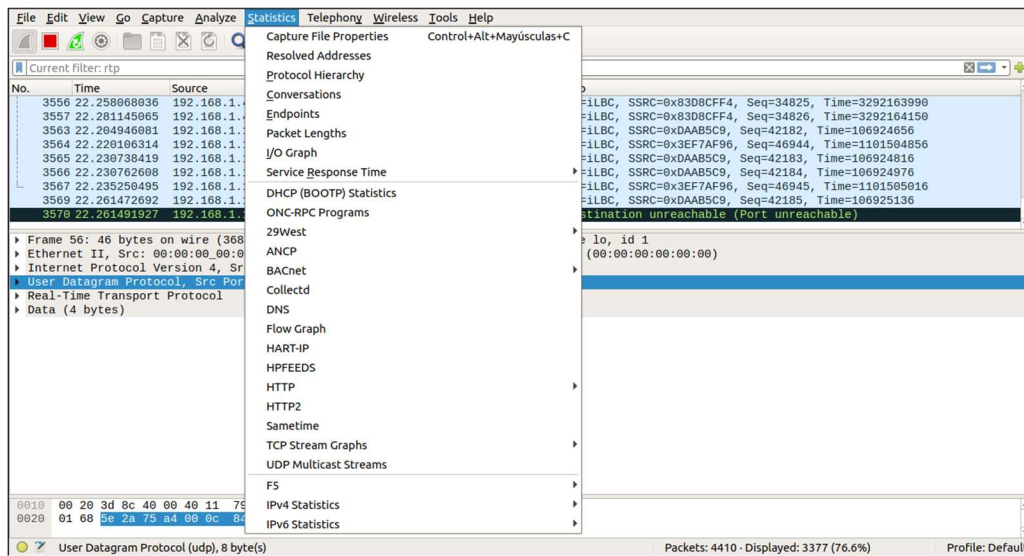 File Edit View Go Capture Analyze Statistics Telephony Wireless Tools Help
Current filter: rtp
No. Time Source
3556 22.258068036 192.168.1. =iLBC, SSRC=0x83D8CFF4, Seq=34825, Time=3292163990
3557 22.281145065 192.168.1. =iLBC, SSRC=0x83D8CFF4, Seq=34826, Time=3292164150
3563 22.204946081 192.168.1. =iLBC, SSRC=0xDAAB5C9, Seq=42182, Time=106924656
3564 22.220106314 192.168.1. =iLBC, SSRC=0x3EF7AF96, Seq=46944, Time=1101504856
3565 22.230738419 192.168.1. =iLBC, SSRC=0xDAAB5C9, Seq=42183, Time=106924816
3566 22.230762608 192.168.1. =iLBC, SSRC=0xDAAB5C9, Seq=42184, Time=106924976
3567 22.235250495 192.168.1. =iLBC, SSRC=0x3EF7AF96, Seq=46945, Time=1101505016
3569 22.261472692 192.168.1. =iLBC, SSRC=0xDAAB5C9, Seq=42185, Time=106925136
3570 22.261491927 192.168.1. stination unreachable (Port unreachable)
Capture File Properties Control+Alt+Mayúsculas+C
Resolved Addresses
Protocol Hierarchy
Conversations
Endpoints
Packet Lengths
I/O Graph
Service Response Time
DHCP (BOOTP) Statistics
ONC-RPC Programs
29West
ANCP
BACnet
Collectd
DNS
Flow Graph
HART-IP
HPFEEDS
HTTP
HTTP2
Sametime
TCP Stream Graphs
UDP Multicast Streams
F5
IPv4 Statistics
IPv6 Statistics
Frame 56: 46 bytes on wire (368 e lo, id 1
Ethernet II, Src: 00:00:00_00:0 (00:00:00:00:00:00)
Internet Protocol Version 4, Sr
User Datagram Protocol, Src Por
Real-Time Transport Protocol
Data (4 bytes)
0010 00 20 3d 8c 40 00 40 11 79
0020 01 68 5e 2a 75 a4 00 0c 84
User Datagram Protocol (udp), 8 byte(s) Packets: 4410 · Displayed: 3377 (76.6%) Profile: Defaul